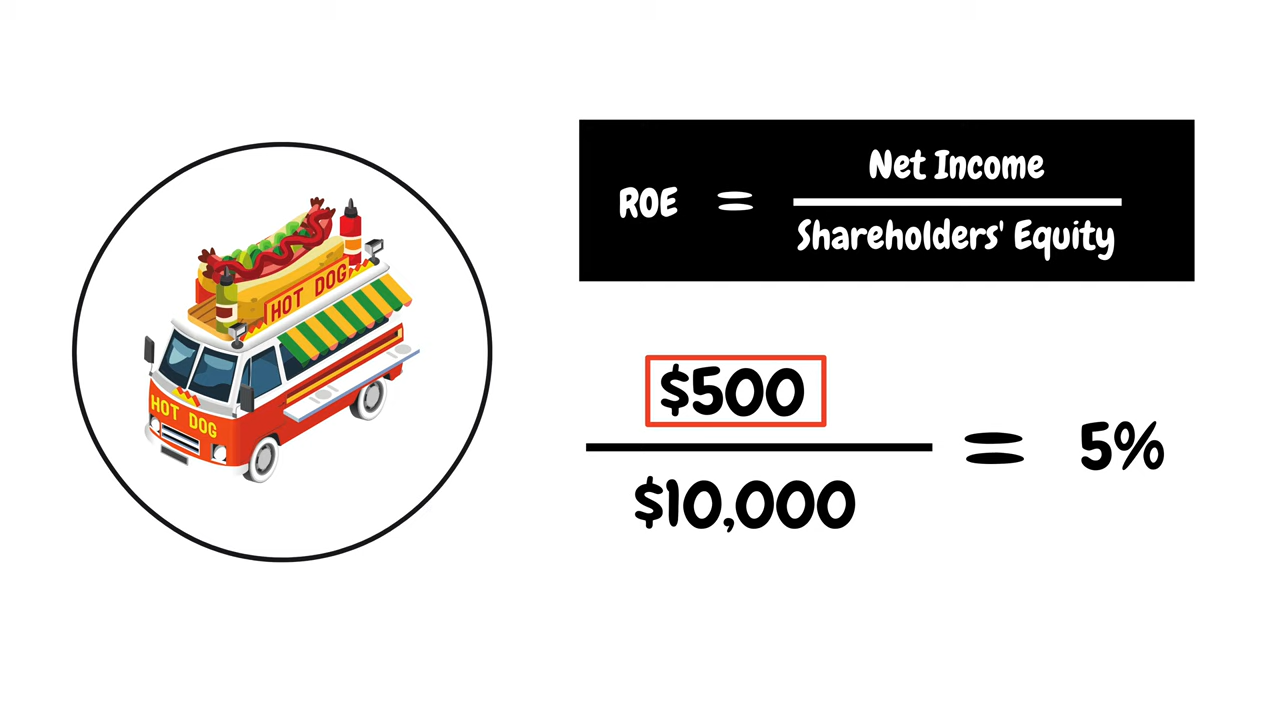 HOT DOG
HOT DOG
ROE = Net Income
Shareholders' Equity
$500
$10,000
= 5%